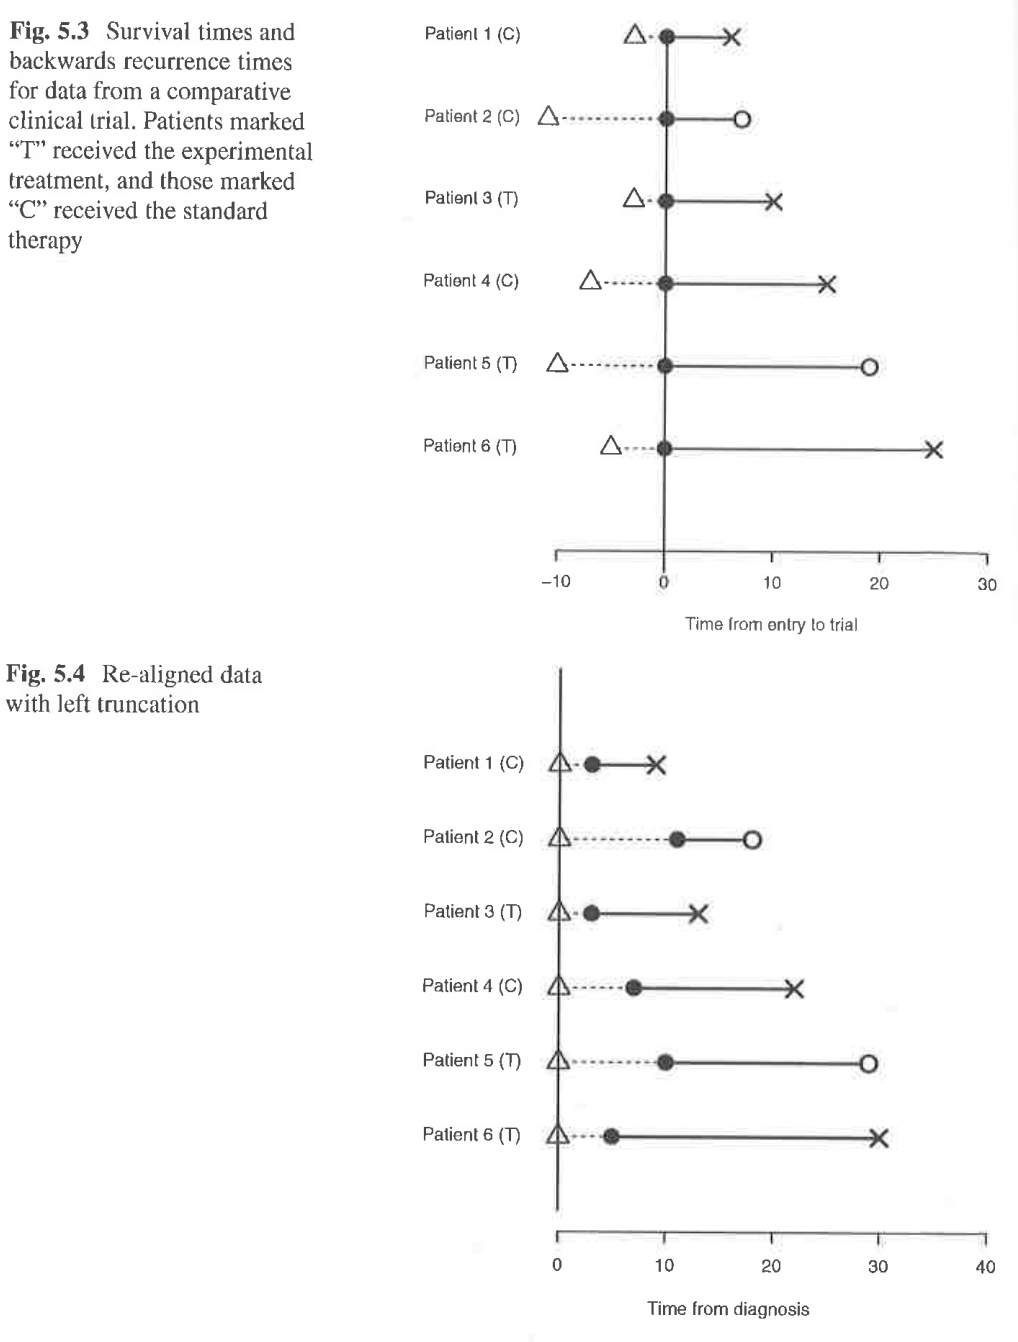 Fig. 5.3 Survival times and
backwards recurrence times
for data from a comparative
clinical trial. Patients marked
“T” received the experimental
treatment, and those marked
“C” received the standard
therapy
Patient 1 (C)
Patient 2 (C)
Patient 3 (T)
Patient 4 (C)
Patient 5 (T)
Patient 6 (T)
−10 0 10 20 30
Time from entry to trial
Fig. 5.4 Re-aligned data
with left truncation
Patient 1 (C)
Patient 2 (C)
Patient 3 (T)
Patient 4 (C)
Patient 5 (T)
Patient 6 (T)
0 10 20 30 40
Time from diagnosis